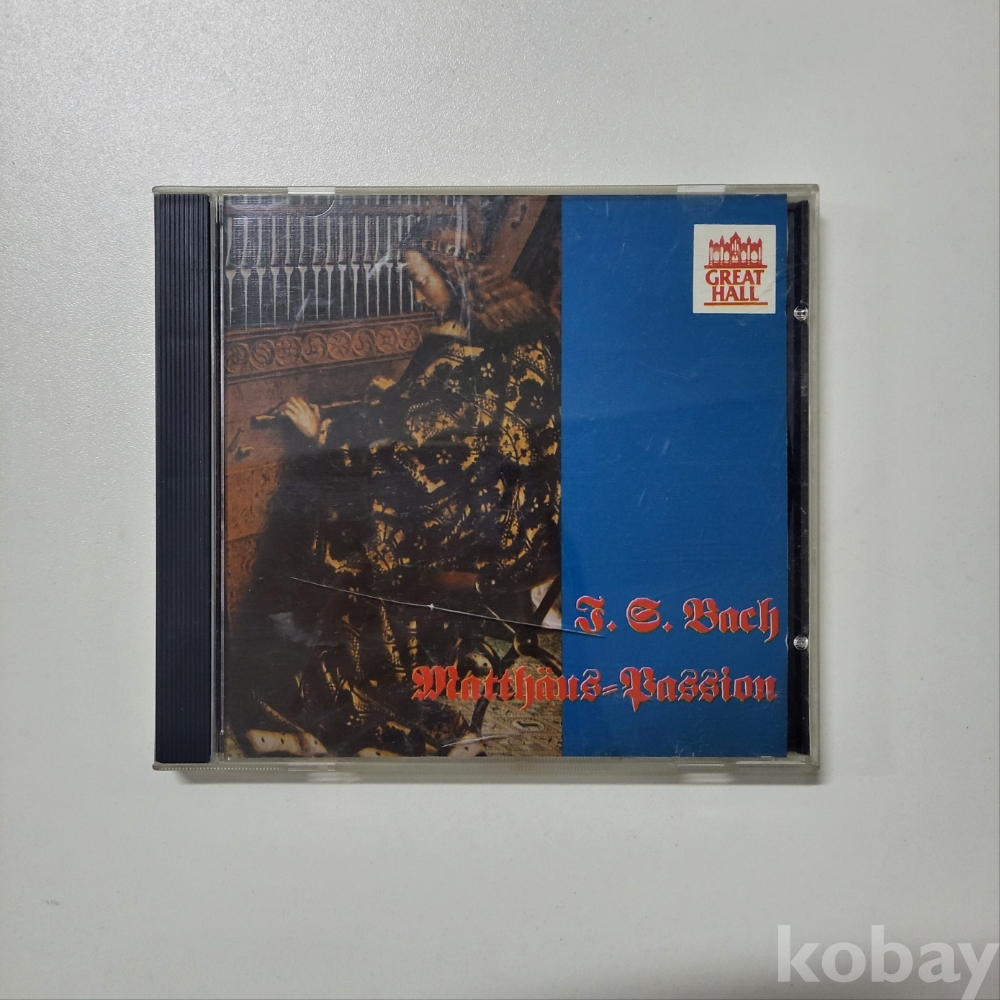 GREAT
HALL
J. S. Bach
Matthäus-Passion
kobay